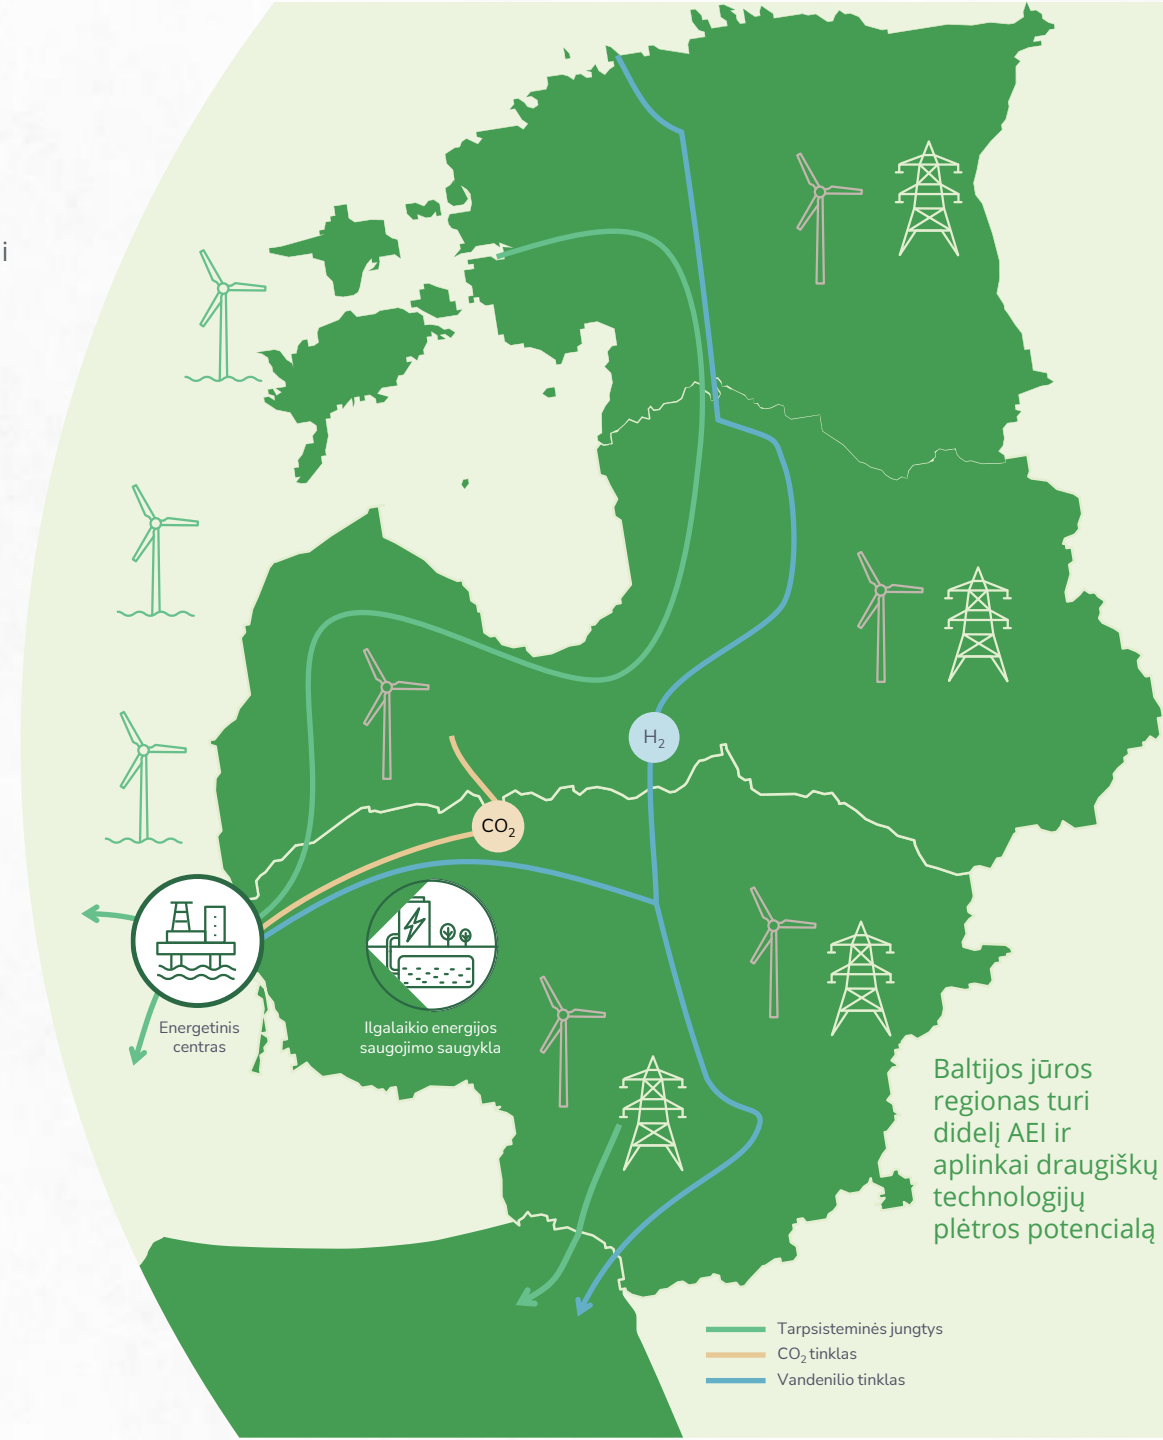 i
H2
CO2
Energetinis
centras
Ilgalaikio energijos
saugojimo saugykla
Baltijos jūros
regionas turi
didelį AEI ir
aplinkai draugiškų
technologijų
plėtros potencialą
Tarpsisteminės jungtys
CO2 tinklas
Vandenilio tinklas